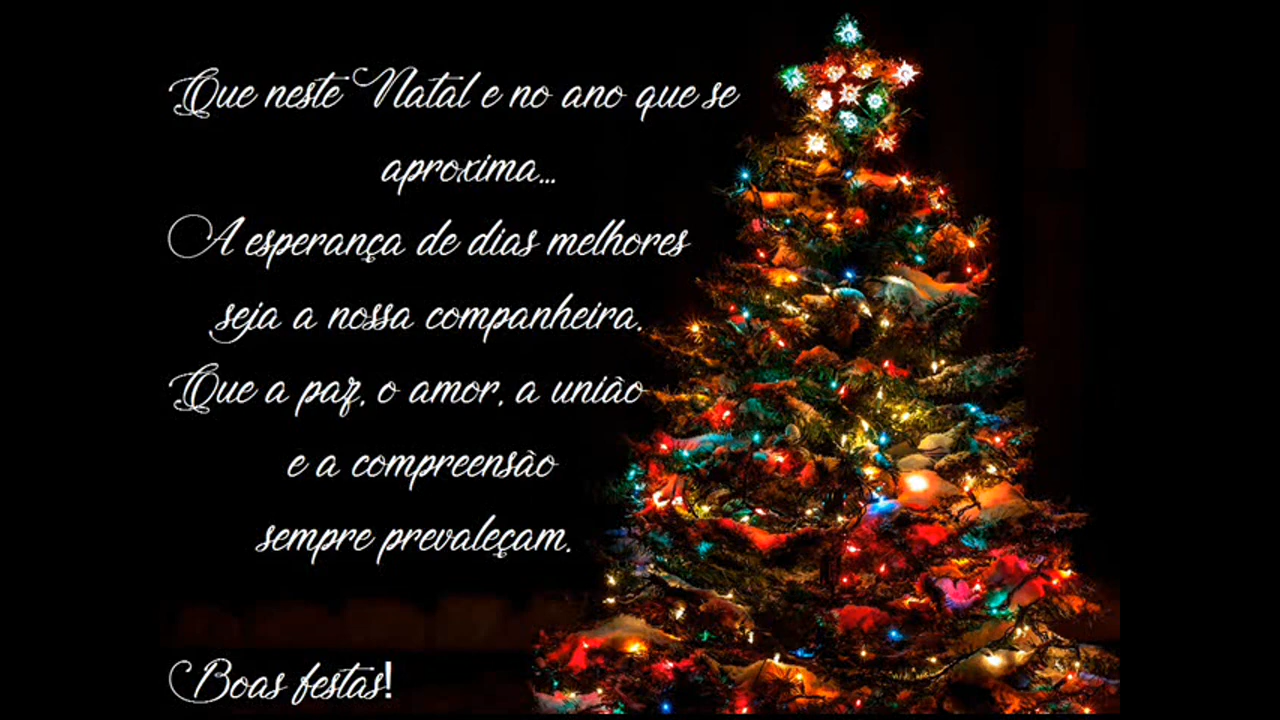 Que neste Natal e no ano que se
aproxima...
A esperança de dias melhores
seja a nossa companheira.
Que a paz, o amor, a união
e a compreensão
sempre prevaleçam.
Boas festas!